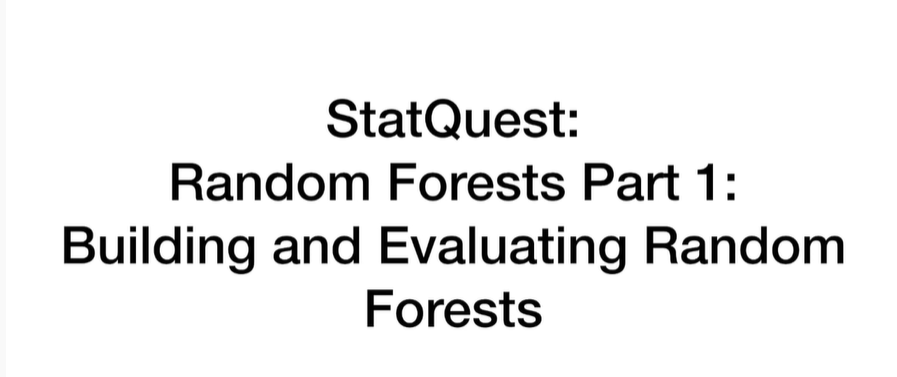 StatQuest:
Random Forests Part 1:
Building and Evaluating Random
Forests